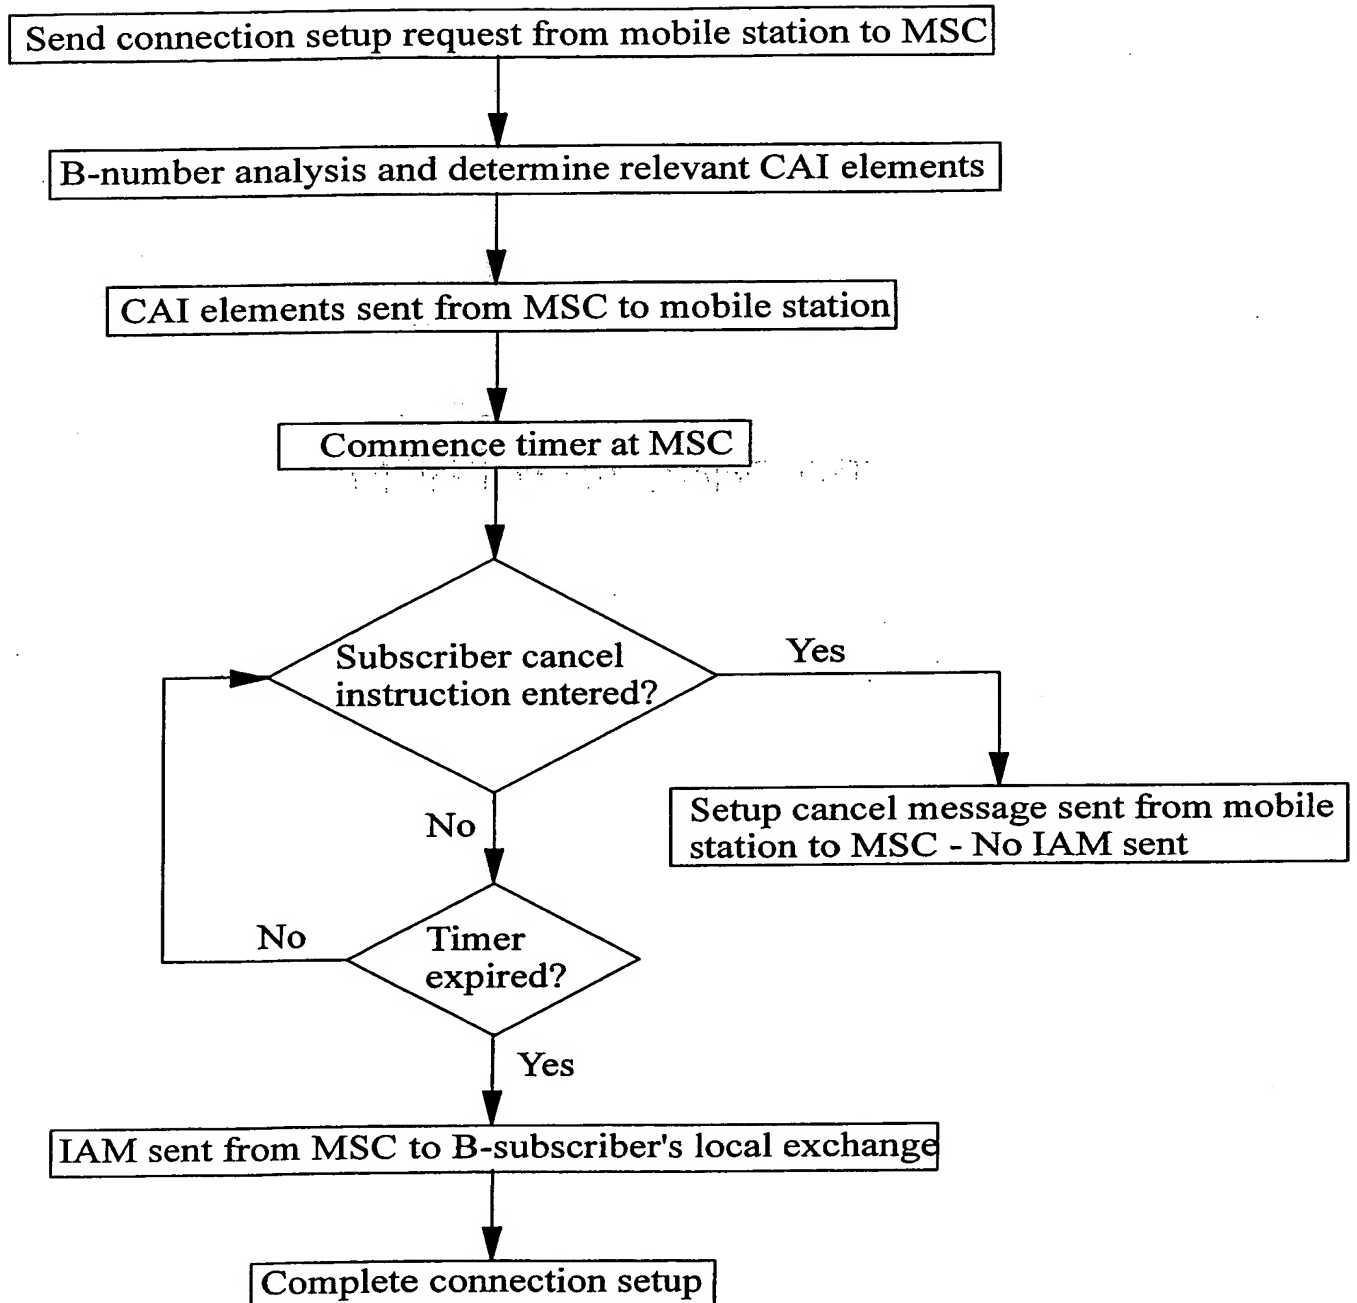 Send connection setup request from mobile station to MSC
B-number analysis and determine relevant CAI elements
CAI elements sent from MSC to mobile station
Commence timer at MSC
Subscriber cancel
instruction entered?
Yes
Setup cancel message sent from mobile
station to MSC - No IAM sent
No
No
Timer
expired?
Yes
IAM sent from MSC to B-subscriber's local exchange
Complete connection setup